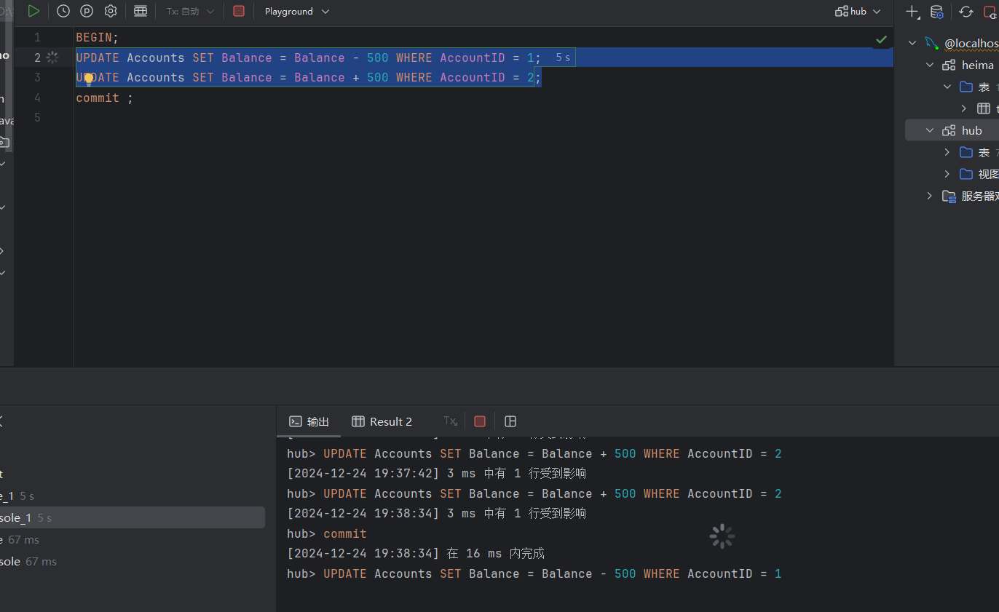 Tx: 自动
Playground
hub
1 BEGIN;
2 UPDATE Accounts SET Balance = Balance - 500 WHERE AccountID = 1; 5 s
3 UPDATE Accounts SET Balance = Balance + 500 WHERE AccountID = 2;
4 commit ;
5
@localhos
heima
表 1
t
hub
表 7
视图
服务器
输出
Result 2
Tx
hub> UPDATE Accounts SET Balance = Balance + 500 WHERE AccountID = 2
[2024-12-24 19:37:42] 3 ms 中有 1 行受到影响
hub> UPDATE Accounts SET Balance = Balance + 500 WHERE AccountID = 2
[2024-12-24 19:38:34] 3 ms 中有 1 行受到影响
hub> commit
[2024-12-24 19:38:34] 在 16 ms 内完成
hub> UPDATE Accounts SET Balance = Balance - 500 WHERE AccountID = 1
t
e_1 5 s
sole_1 5 s
e 67 ms
sole 67 ms